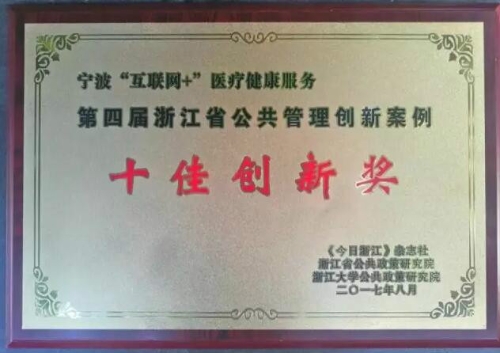 宁波“互联网+”医疗健康服务
第四届浙江省公共管理创新案例
十佳创新奖
《今日浙江》杂志社
浙江省公共政策研究院
浙江大学公共政策研究院
二〇一七年八月